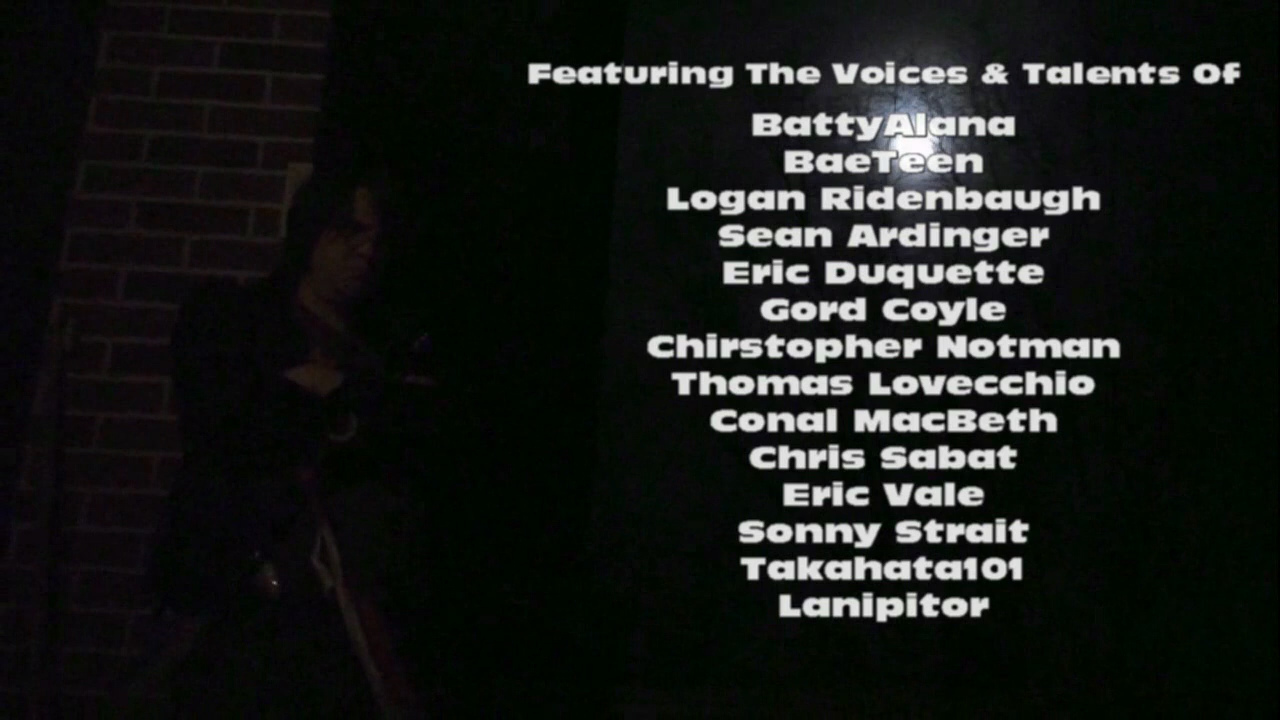 Featuring The Voices & Talents Of
BattyAlana
BaeTeen
Logan Ridenbaugh
Sean Ardinger
Eric Duquette
Gord Coyle
Chirstopher Notman
Thomas Lovecchio
Conal MacBeth
Chris Sabat
Eric Vale
Sonny Strait
Takahata101
Lanipitor